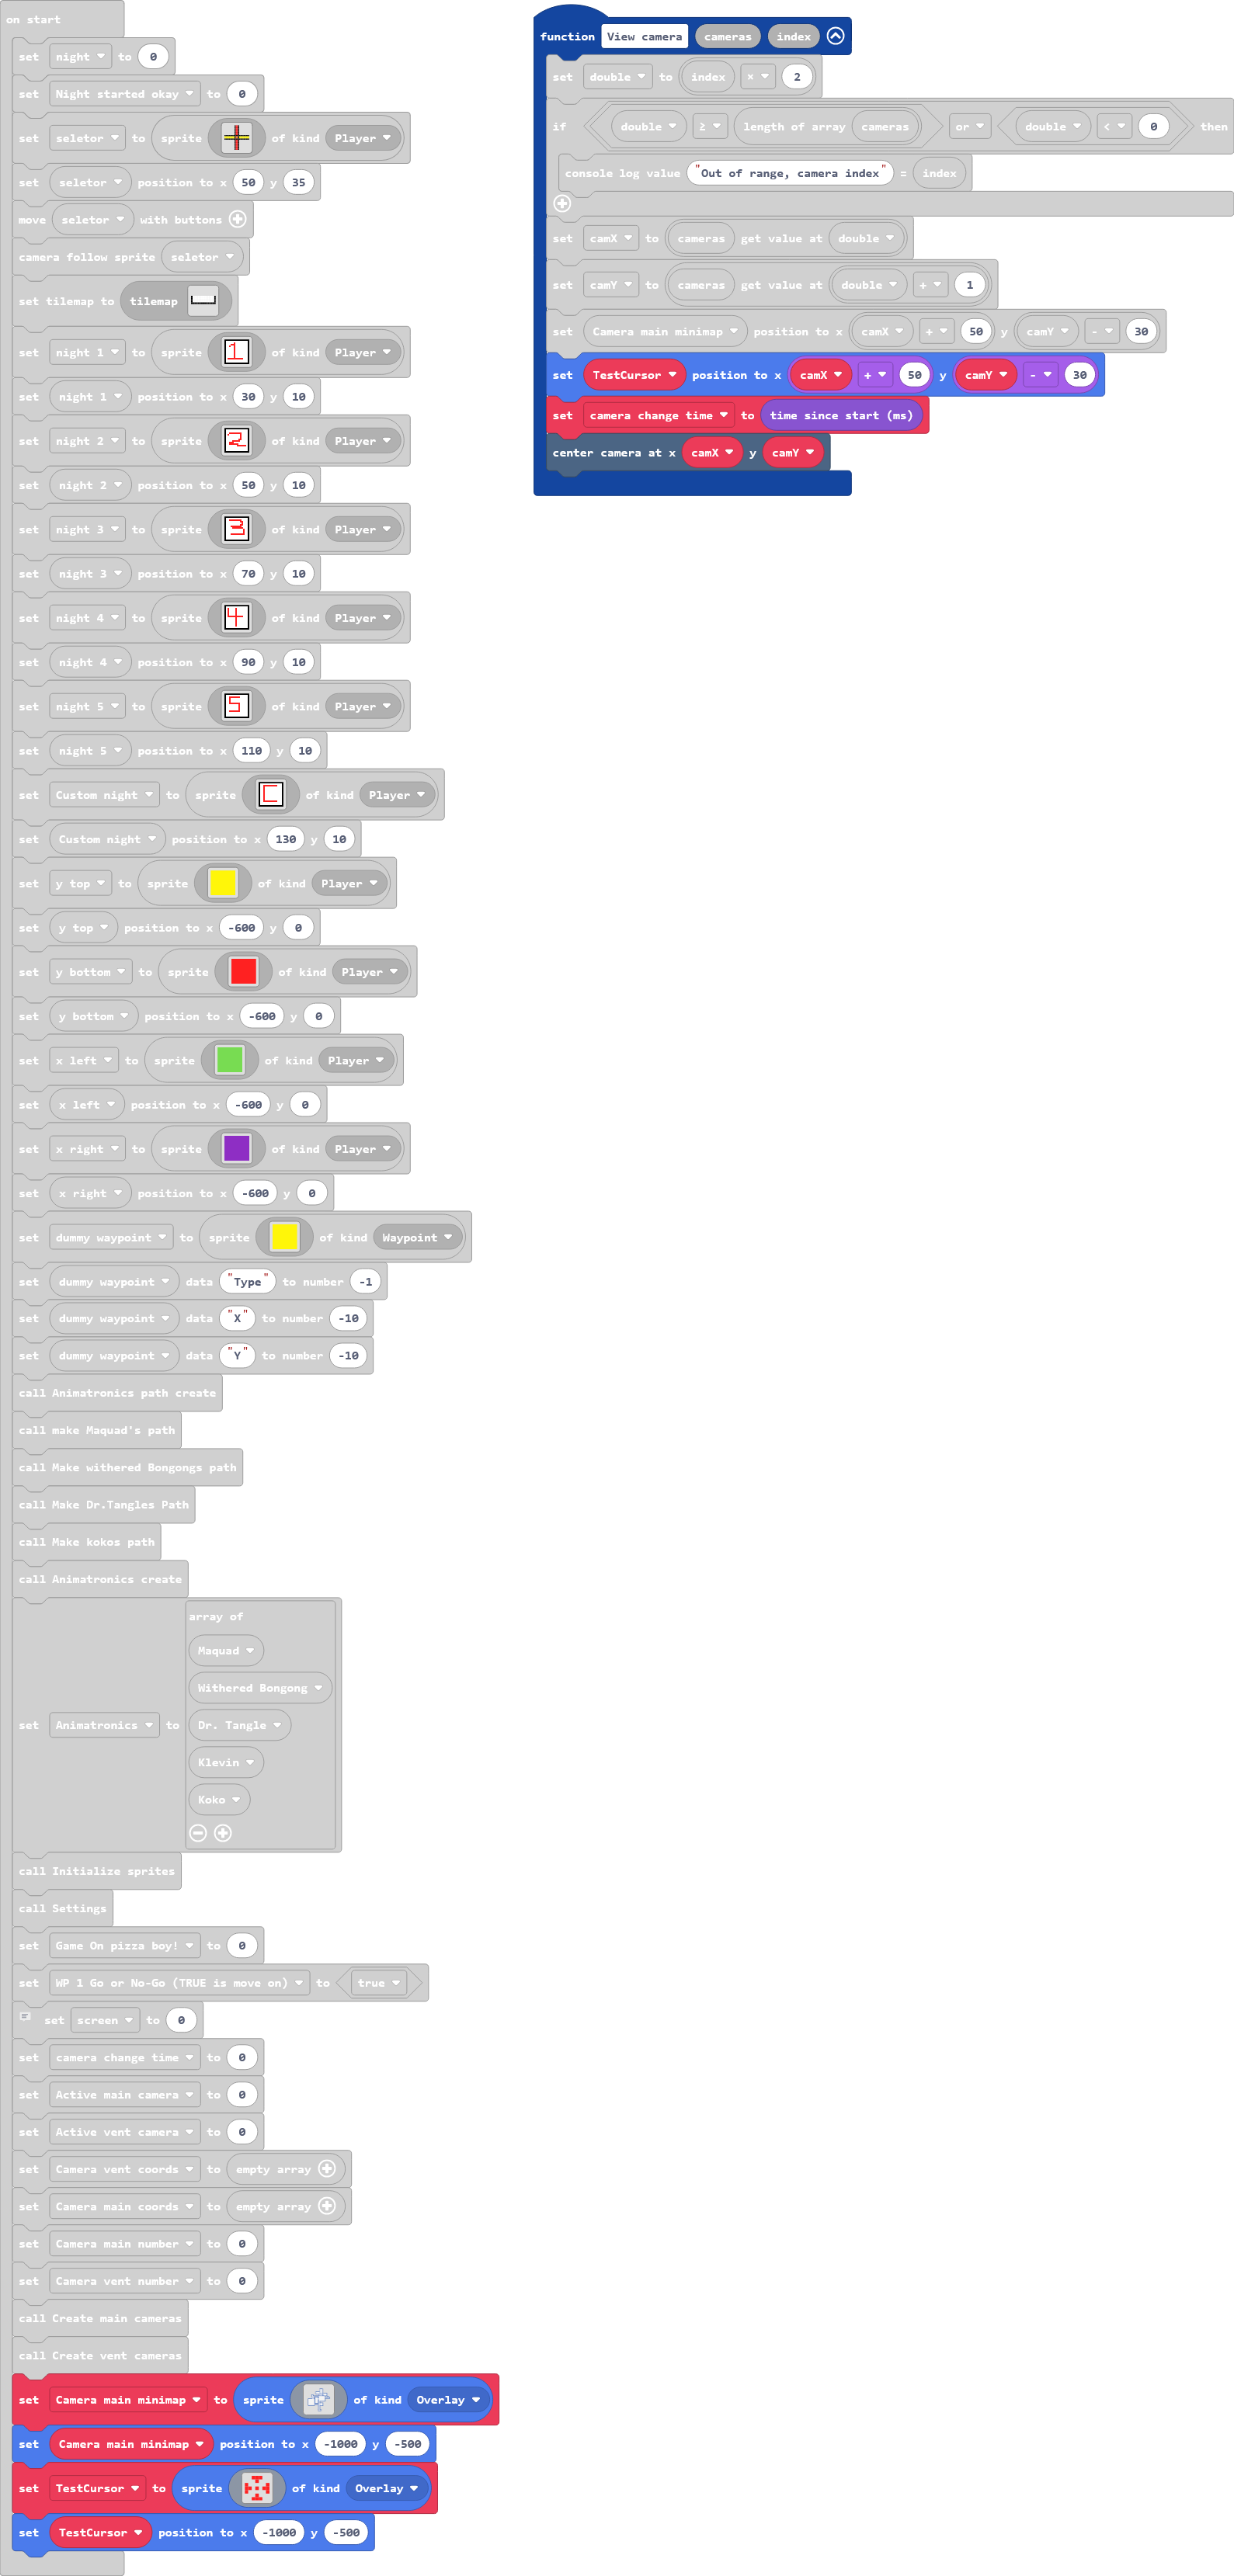 on start
set night to 0
set Night started okay to 0
set seletor to sprite of kind Player
set seletor position to x 50 y 35
move seletor with buttons
camera follow sprite seletor
set tilemap to tilemap
set night 1 to sprite 1 of kind Player
set night 1 position to x 30 y 10
set night 2 to sprite 2 of kind Player
set night 2 position to x 50 y 10
set night 3 to sprite 3 of kind Player
set night 3 position to x 70 y 10
set night 4 to sprite 4 of kind Player
set night 4 position to x 90 y 10
set night 5 to sprite 5 of kind Player
set night 5 position to x 110 y 10
set Custom night to sprite C of kind Player
set Custom night position to x 130 y 10
set y top to sprite of kind Player
set y top position to x -600 y 0
set y bottom to sprite of kind Player
set y bottom position to x -600 y 0
set x left to sprite of kind Player
set x left position to x -600 y 0
set x right to sprite of kind Player
set x right position to x -600 y 0
set dummy waypoint to sprite of kind Waypoint
set dummy waypoint data "Type" to number -1
set dummy waypoint data "X" to number -10
set dummy waypoint data "Y" to number -10
call Animatronics path create
call make Maquad's path
call Make withered Bongongs path
call Make Dr.Tangles Path
call Make kokos path
call Animatronics create
set Animatronics to array of
Maquad
Withered Bongong
Dr. Tangle
Klevin
Koko
call Initialize sprites
call Settings
set Game On pizza boy! to 0
set WP 1 Go or No-Go (TRUE is move on) to true
set screen to 0
set camera change time to 0
set Active main camera to 0
set Active vent camera to 0
set Camera vent coords to empty array
set Camera main coords to empty array
set Camera main number to 0
set Camera vent number to 0
call Create main cameras
call Create vent cameras
set Camera main minimap to sprite of kind Overlay
set Camera main minimap position to x -1000 y -500
set TestCursor to sprite of kind Overlay
set TestCursor position to x -1000 y -500
function View camera cameras index
set double to index × 2
if double ≥ length of array cameras or double < 0 then
console log value "Out of range, camera index" = index
set camX to cameras get value at double
set camY to cameras get value at double + 1
set Camera main minimap position to x camX + 50 y camY - 30
set TestCursor position to x camX + 50 y camY - 30
set camera change time to time since start (ms)
center camera at x camX y camY